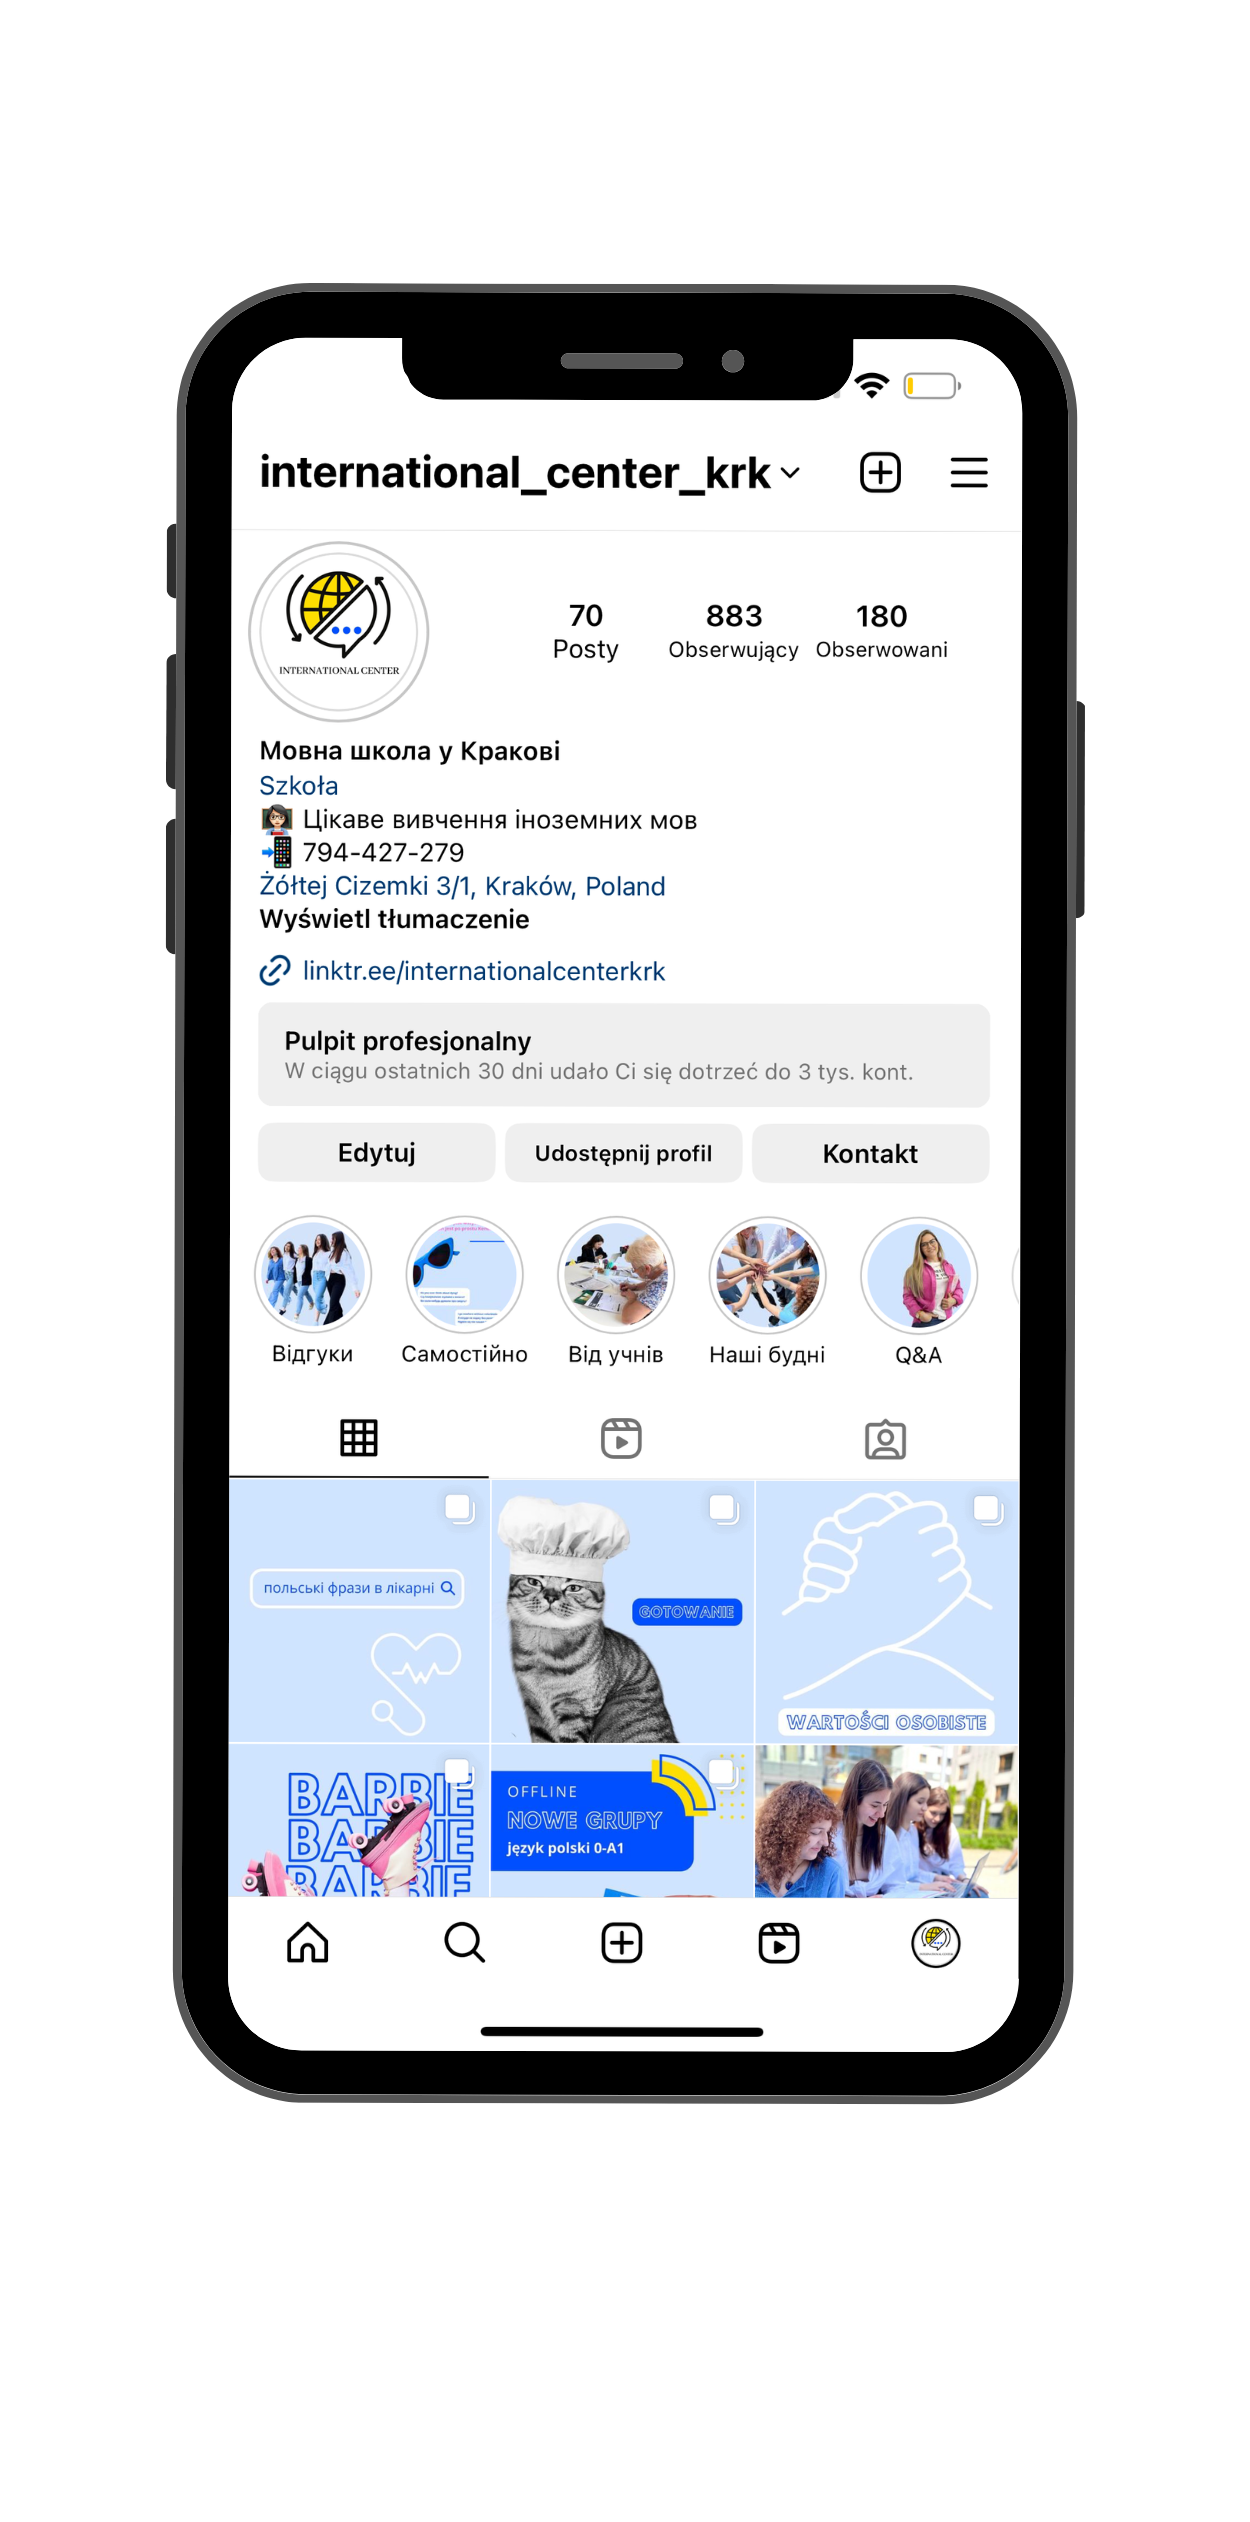 international_center_krk
INTERNATIONAL CENTER
70
Posty
883
Obserwujący
180
Obserwowani
Мовна школа у Кракові
Szkoła
Цікаве вивчення іноземних мов
794-427-279
Żółtej Cizemki 3/1, Kraków, Poland
Wyświetl tłumaczenie
linktr.ee/internationalcenterkrk
Pulpit profesjonalny
W ciągu ostatnich 30 dni udało Ci się dotrzeć do 3 tys. kont.
Edytuj
Udostępnij profil
Kontakt
Відгуки
Самостійно
Від учнів
Наші будні
Q&A
польські фрази в лікарні
GOTOWANIE
WARTOŚCI OSOBISTE
BARBIE
BARBIE
BARBIE
OFFLINE
NOWE GRUPY
język polski 0-A1